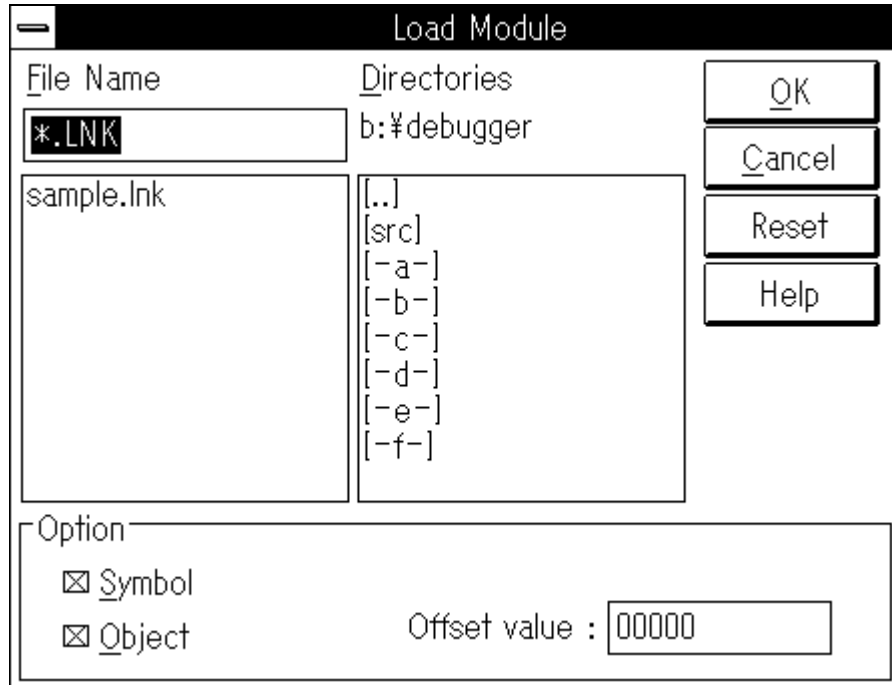 Load Module
File Name
*.LNK
sample.lnk
Directories
b:¥debugger
[..]
[src]
[-a-]
[-b-]
[-c-]
[-d-]
[-e-]
[-f-]
OK
Cancel
Reset
Help
Option
Symbol
Object
Offset value : 00000